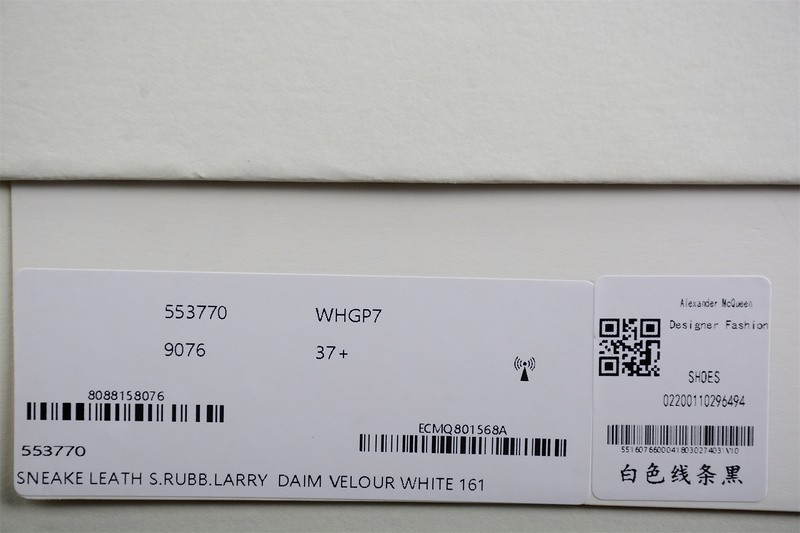 553770 WHGP7
9076 37+
8088158076
ECMQ801568A
553770
SNEAKE LEATH S.RUBB.LARRY DAIM VELOUR WHITE 161
Alexander McQueen
Designer Fashion
SHOES
02200110296494
白色线条黑